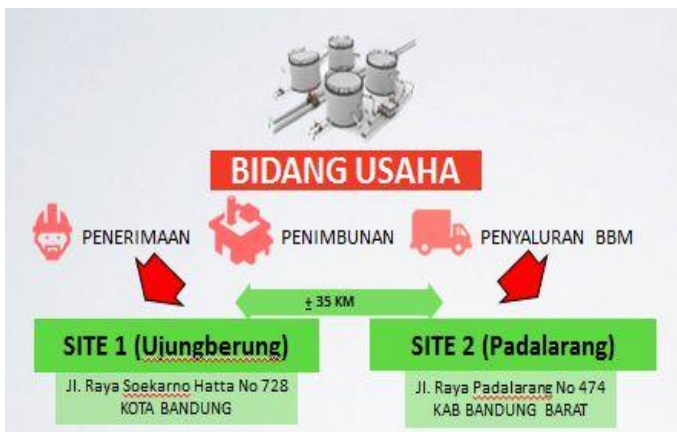 BIDANG USAHA
PENERIMAAN
PENIMBUNAN
PENYALURAN BBM
± 35 KM
SITE 1 (Ujungberung)
Jl. Raya Soekarno Hatta No 728
KOTA BANDUNG
SITE 2 (Padalarang)
Jl. Raya Padalarang No 474
KAB BANDUNG BARAT